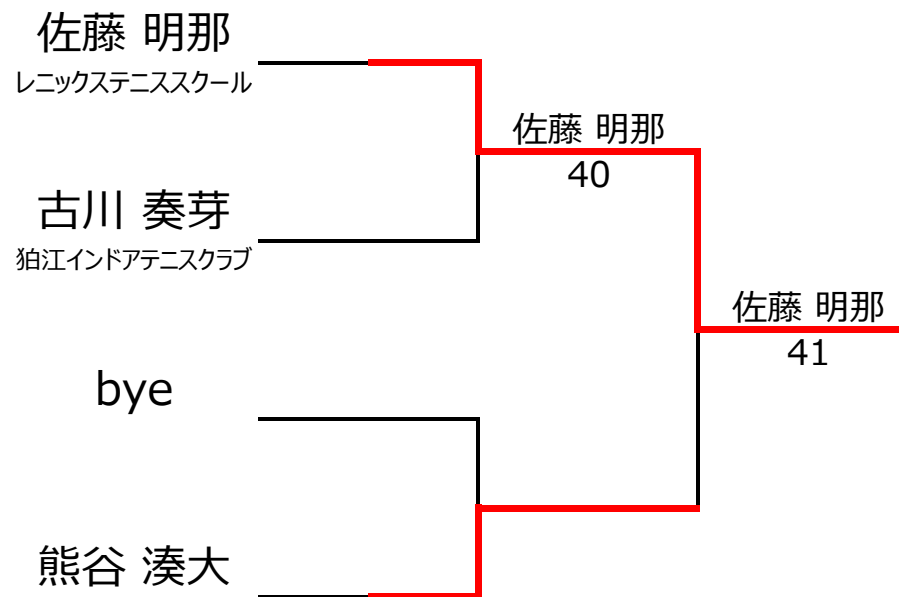 佐藤 明那
レニックステニススクール
佐藤 明那
40
古川 奏芽
狛江インドアテニスクラブ
佐藤 明那
41
bye
熊谷 湊大